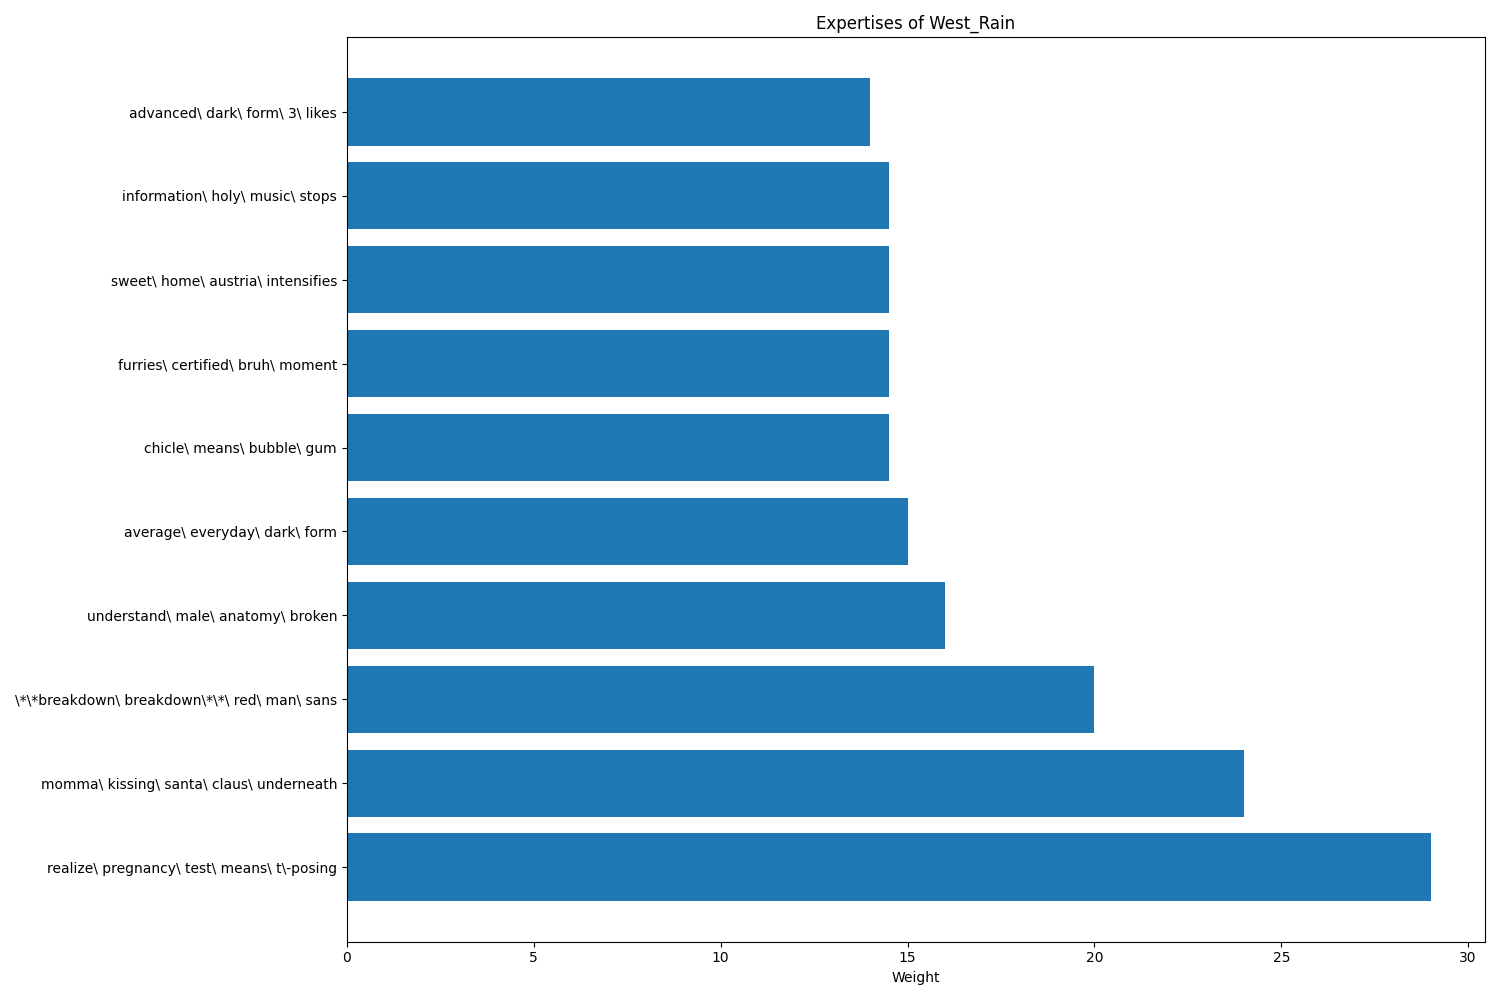 Expertises of West_Rain
advanced\ dark\ form\ 3\ likes
information\ holy\ music\ stops
sweet\ home\ austria\ intensifies
furries\ certified\ bruh\ moment
chicle\ means\ bubble\ gum
average\ everyday\ dark\ form
understand\ male\ anatomy\ broken
\*\*breakdown\ breakdown\*\*\ red\ man\ sans
momma\ kissing\ santa\ claus\ underneath
realize\ pregnancy\ test\ means\ t\-posing
0 5 10 15 20 25 30
Weight